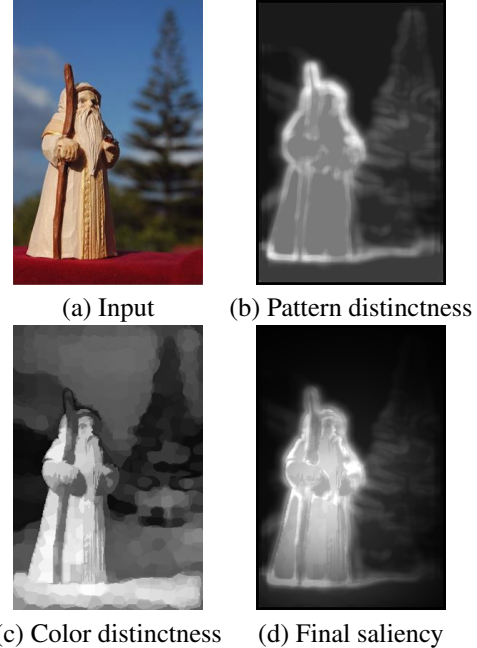 (a) Input
(b) Pattern distinctness
(c) Color distinctness
(d) Final saliency